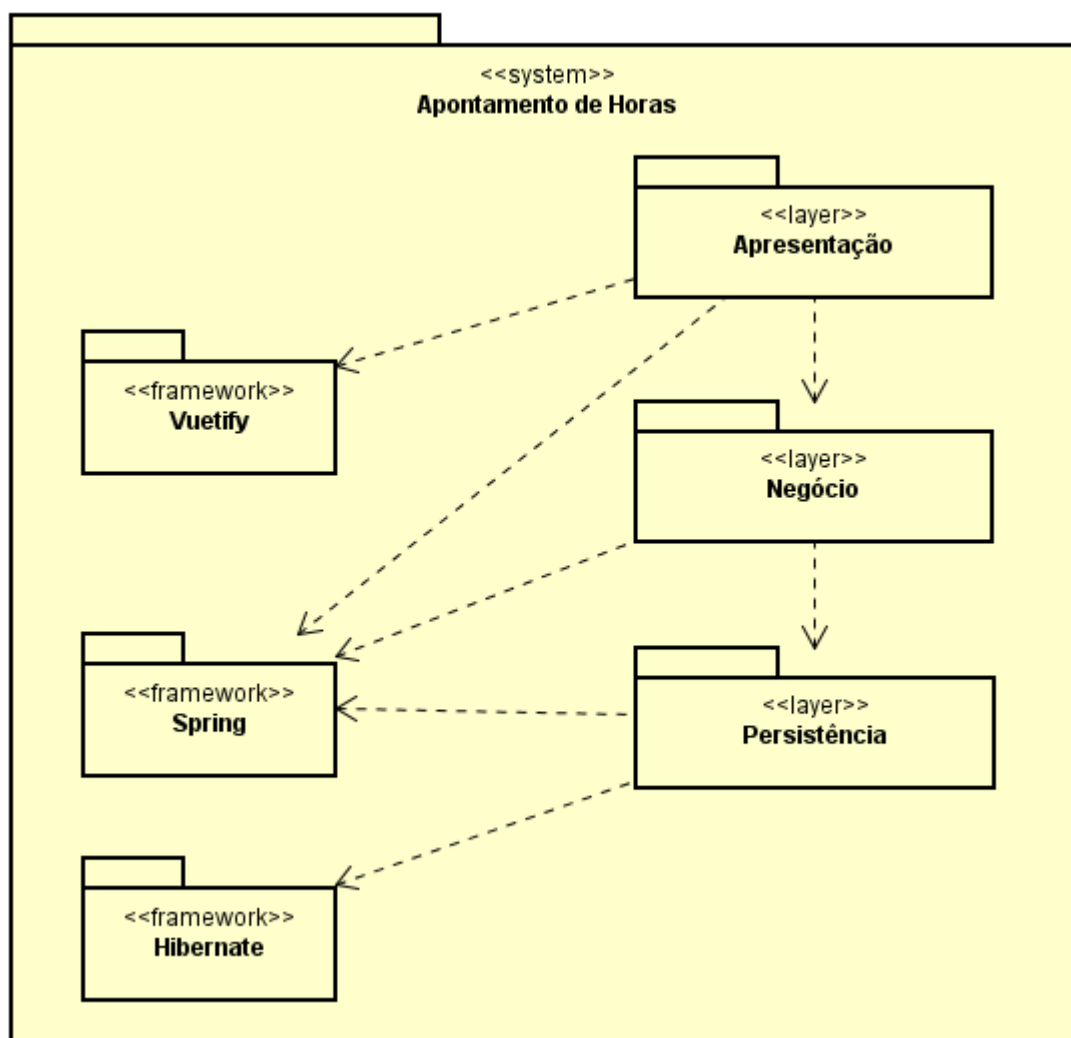 <<system>>
Apontamento de Horas
<<layer>>
Apresentação
<<framework>>
Vuetify
<<layer>>
Negócio
<<framework>>
Spring
<<layer>>
Persistência
<<framework>>
Hibernate